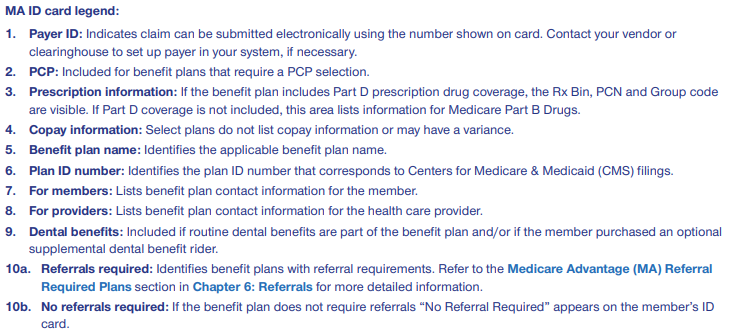 MA ID card legend:
1. Payer ID: Indicates claim can be submitted electronically using the number shown on card. Contact your vendor or
clearinghouse to set up payer in your system, if necessary.
2. PCP: Included for benefit plans that require a PCP selection.
3. Prescription information: If the benefit plan includes Part D prescription drug coverage, the Rx Bin, PCN and Group code
are visible. If Part D coverage is not included, this area lists information for Medicare Part B Drugs.
4. Copay information: Select plans do not list copay information or may have a variance.
5. Benefit plan name: Identifies the applicable benefit plan name.
6. Plan ID number: Identifies the plan ID number that corresponds to Centers for Medicare & Medicaid (CMS) filings.
7. For members: Lists benefit plan contact information for the member.
8. For providers: Lists benefit plan contact information for the health care provider.
9. Dental benefits: Included if routine dental benefits are part of the benefit plan and/or if the member purchased an optional
supplemental dental benefit rider.
10a. Referrals required: Identifies benefit plans with referral requirements. Refer to the Medicare Advantage (MA) Referral
Required Plans section in Chapter 6: Referrals for more detailed information.
10b. No referrals required: If the benefit plan does not require referrals “No Referral Required” appears on the member’s ID
card.